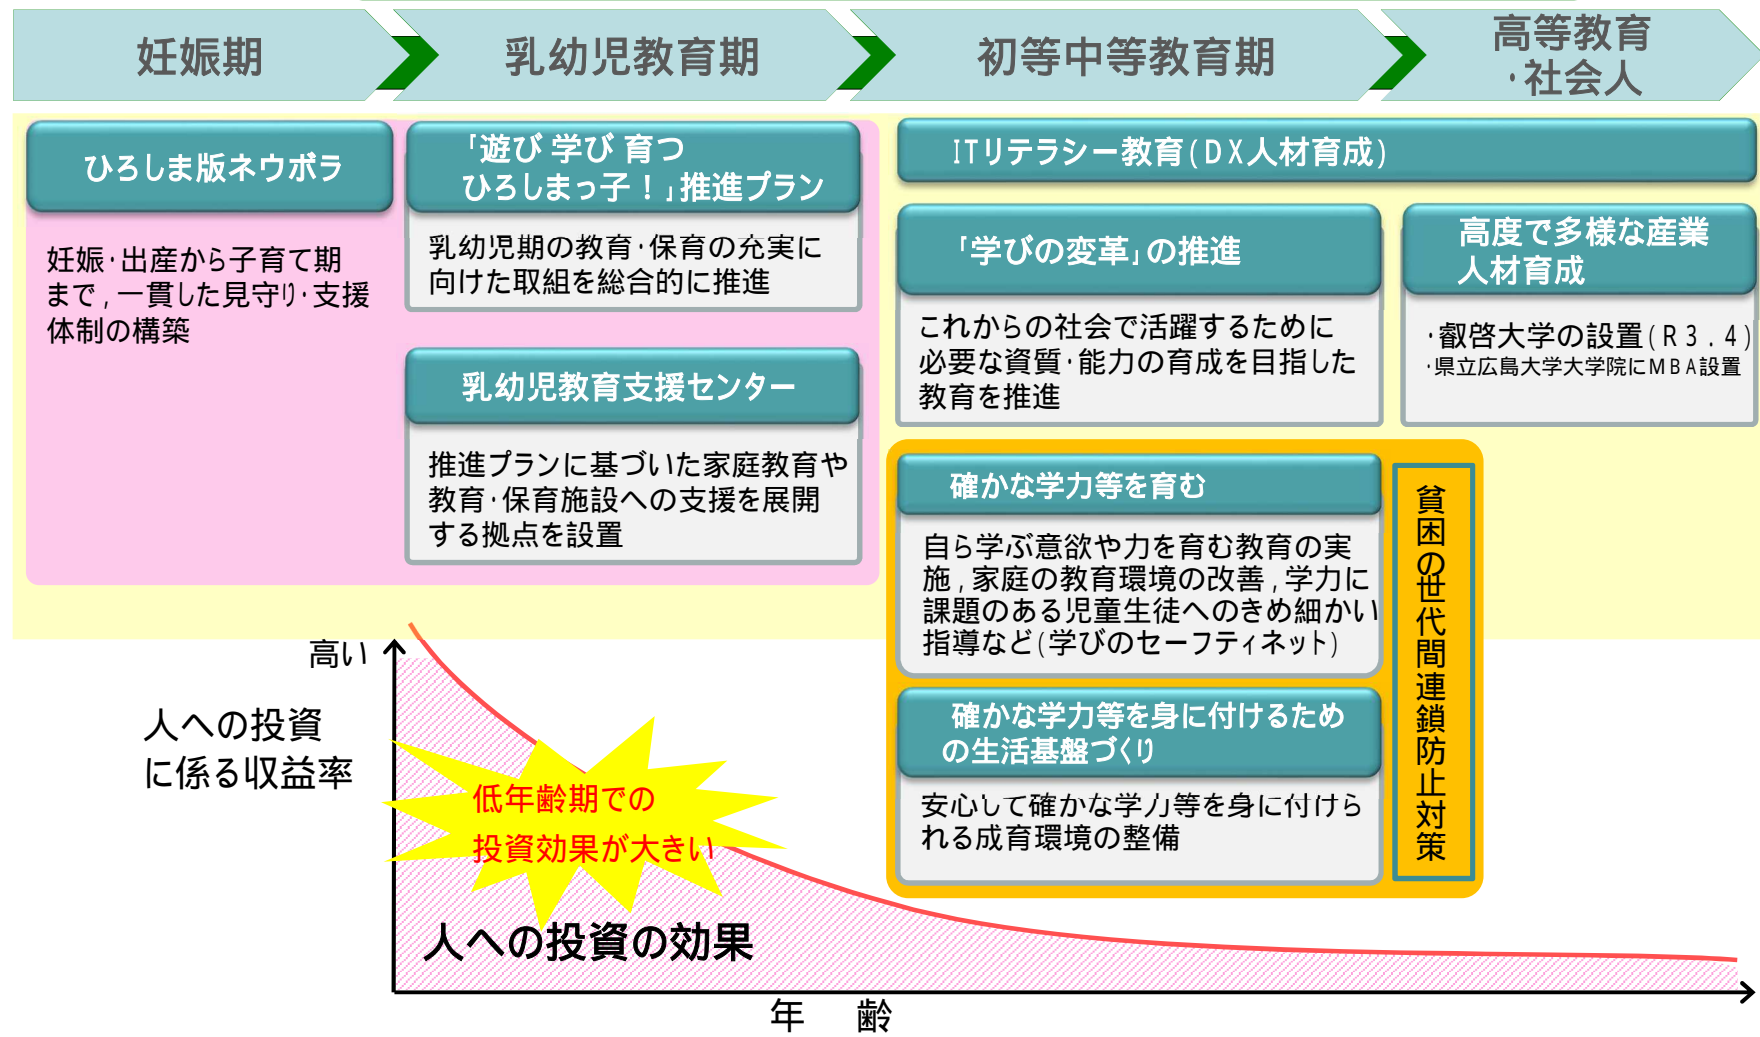 妊娠期
乳幼児教育期
初等中等教育期
高等教育
・社会人
ひろしま版ネウボラ
妊娠・出産から子育て期
まで,一貫した見守り・支援
体制の構築
「遊び 学び 育つ
ひろしまっ子！」推進プラン
乳幼児期の教育・保育の充実に
向けた取組を総合的に推進
乳幼児教育支援センター
推進プランに基づいた家庭教育や
教育・保育施設への支援を展開
する拠点を設置
ITリテラシー教育(DX人材育成)
「学びの変革」の推進
これからの社会で活躍するために
必要な資質・能力の育成を目指した
教育を推進
高度で多様な産業
人材育成
・叡啓大学の設置(R3.4)
・県立広島大学大学院にMBA設置
確かな学力等を育む
自ら学ぶ意欲や力を育む教育の実
施,家庭の教育環境の改善,学力に
課題のある児童生徒へのきめ細かい
指導など(学びのセーフティネット)
確かな学力等を身に付けるため
の生活基盤づくり
安心して確かな学力等を身に付けら
れる成育環境の整備
貧困の世代間連鎖防止対策
高い
人への投資
に係る収益率
低年齢期での
投資効果が大きい
人への投資の効果
年 齢